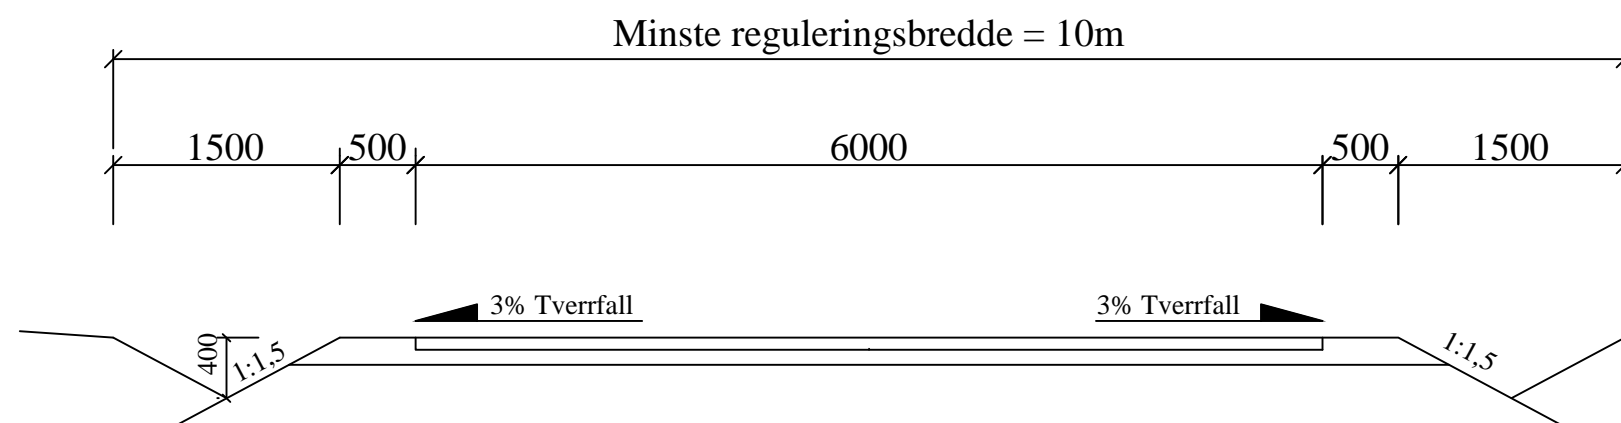 Minste reguleringsbredde = 10m
1500 500 6000 500 1500
3% Tverrfall 3% Tverrfall
400 1:1,5 1:1,5